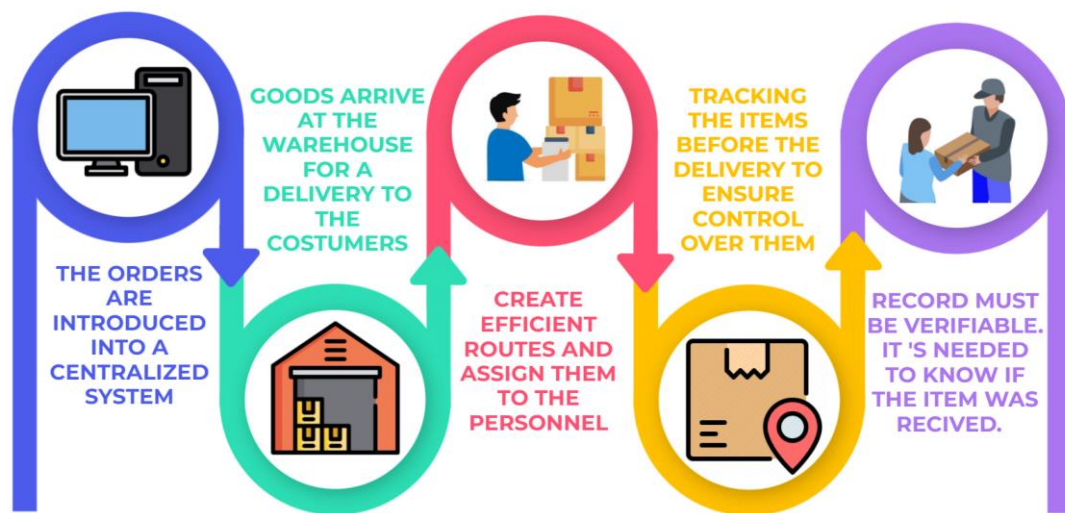 THE ORDERS
ARE
INTRODUCED
INTO A
CENTRALIZED
SYSTEM
GOODS ARRIVE
AT THE
WAREHOUSE
FOR A
DELIVERY TO
THE
COSTUMERS
CREATE
EFFICIENT
ROUTES AND
ASSIGN THEM
TO THE
PERSONNEL
TRACKING
THE ITEMS
BEFORE THE
DELIVERY TO
ENSURE
CONTROL
OVER THEM
RECORD MUST
BE VERIFIABLE.
IT 'S NEEDED
TO KNOW IF
THE ITEM WAS
RECIVED.